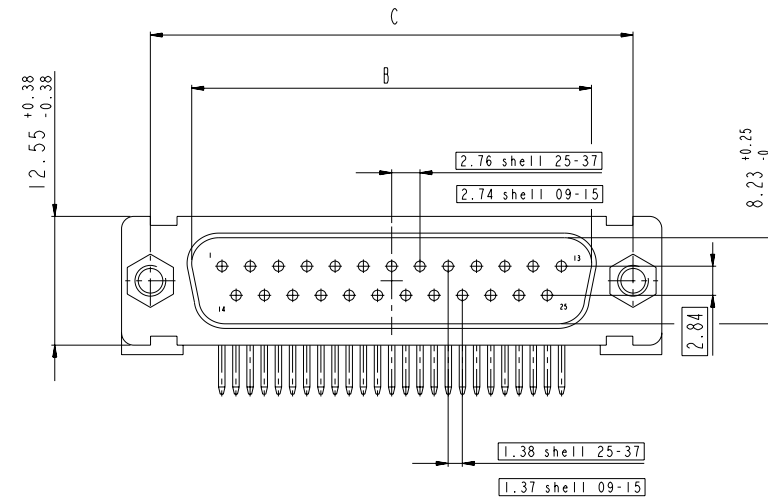 C
B
12.55 +0.38 -0.38
2.76 shell 25-37
2.74 shell 09-15
8.23 +0.25 -0
1
13
14
25
2.84
1.38 shell 25-37
1.37 shell 09-15